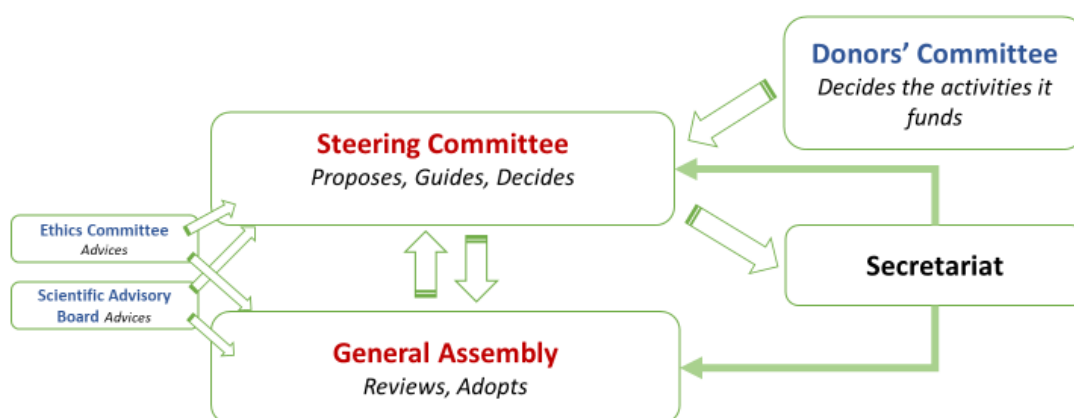 Donors' Committee
Decides the activities it
funds
Steering Committee
Proposes, Guides, Decides
Ethics Committee
Advices
Scientific Advisory
Board Advices
Secretariat
General Assembly
Reviews, Adopts